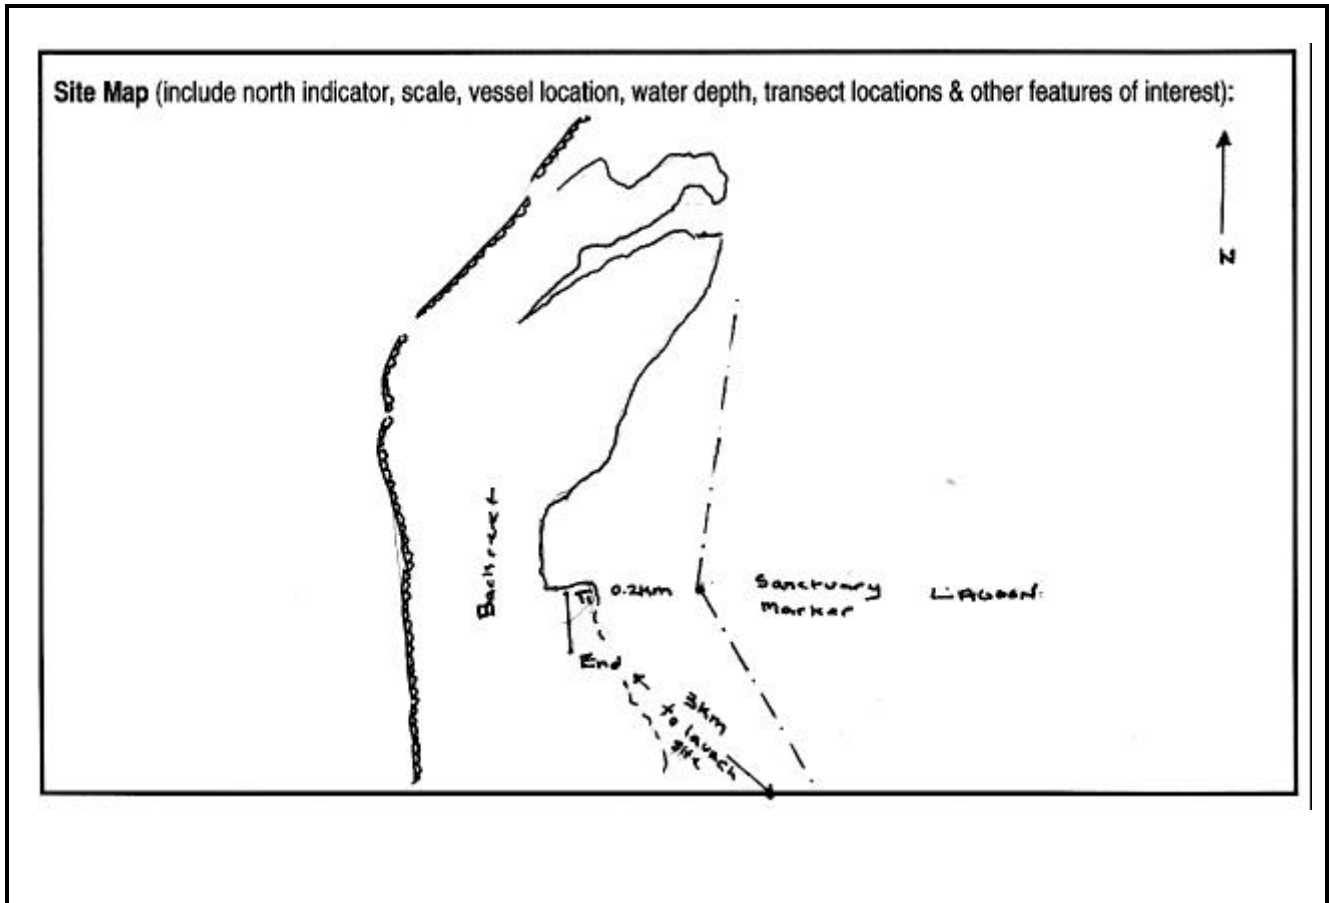 Site Map (include north indicator, scale, vessel location, water depth, transect locations & other features of interest):
N
Backreef
0.2km
T1
Sanctuary
Marker
LAGOON.
End
3km
to launch
site